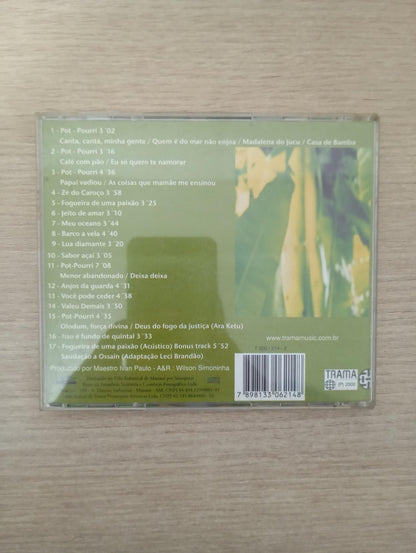 1 - Pot - Pourri 3´02
Canta, canta, minha gente / Quem é do mar não enjoa / Madalena do Jucu / Casa de Bamba
2 - Pot - Pourri 3´16
Café com pão / Eu só quero te namorar
3 - Pot - Pourri 4´36
Papai vadiou / As coisas que mamãe me ensinou
4 - Zé do Caroço 3´58
5 - Fogueira de uma paixão 3´25
6 - Jeito de amar 3´10
7 - Meu oceano 3´44
8 - Barco a vela 4´40
9 - Lua diamante 3´20
10 - Sabor açaí 3´05
11 - Pot-Pourri 7´08
Menor abandonado / Deixa deixa
12 - Anjos da guarda 4´31
13 - Você pode ceder 4´38
14 - Valeu Demais 3´50
15 - Pot-Pourri 4´35
Olodum, força divina / Deus do fogo da justiça (Ara Ketu)
16 - Isso é fundo de quintal 3´33
17 - Fogueira de uma paixão (Acústico) Bonus track 5´52
Saudação a Ossain (Adaptação Leci Brandão)
Produzido por Maestro Ivan Paulo - A&R : Wilson Simoninha
www.tramamusic.com.br
7 898133 062148
TRAMA
(P) 2000